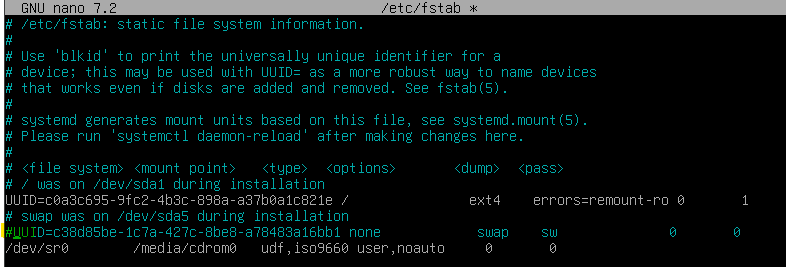 GNU nano 7.2 /etc/fstab *
# /etc/fstab: static file system information.
#
# Use 'blkid' to print the universally unique identifier for a
# device; this may be used with UUID= as a more robust way to name devices
# that works even if disks are added and removed. See fstab(5).
#
# systemd generates mount units based on this file, see systemd.mount(5).
# Please run 'systemctl daemon-reload' after making changes here.
#
# <file system> <mount point> <type> <options> <dump> <pass>
# / was on /dev/sda1 during installation
UUID=c0a3c695-9fc2-4b3c-898a-a37b0a1c821e / ext4 errors=remount-ro 0 1
# swap was on /dev/sda5 during installation
#UUID=c38d85be-1c7a-427c-8be8-a78483a16bb1 none swap sw 0 0
/dev/sr0 /media/cdrom0 udf,iso9660 user,noauto 0 0